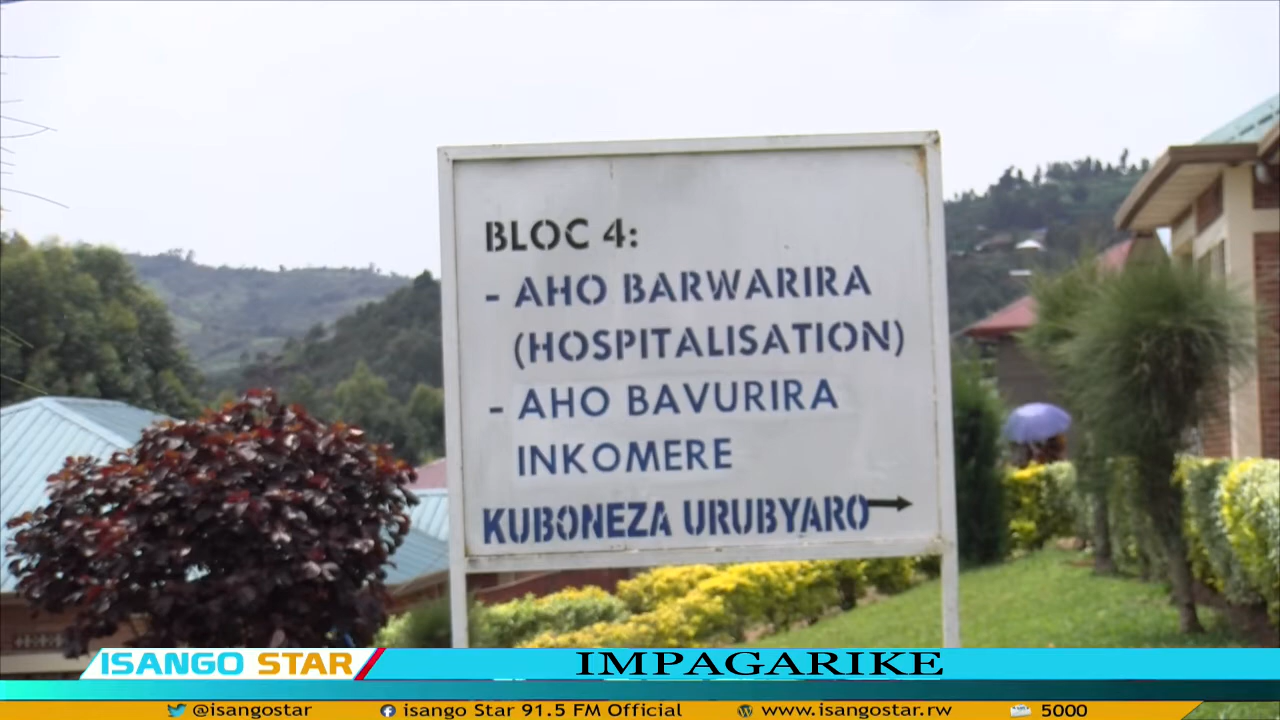 BLOC 4:
- AHO BARWARIRA
(HOSPITALISATION)
- AHO BAVURIRA
INKOMERE
KUBONEZA URUBYARO
ISANGO STAR
IMPAGARIKE
@isangostar
isango Star 91.5 FM Official
www.isangostar.rw
5000